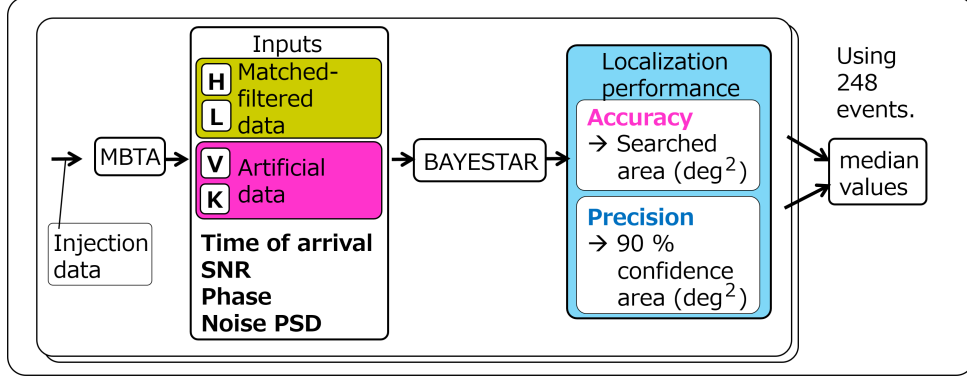 Injection
data
MBTA
Inputs
H
L
Matched-
filtered
data
V
K
Artificial
data
Time of arrival
SNR
Phase
Noise PSD
BAYESTAR
Localization
performance
Accuracy
→ Searched
area (deg²)
Precision
→ 90 %
confidence
area (deg²)
Using
248
events.
median
values